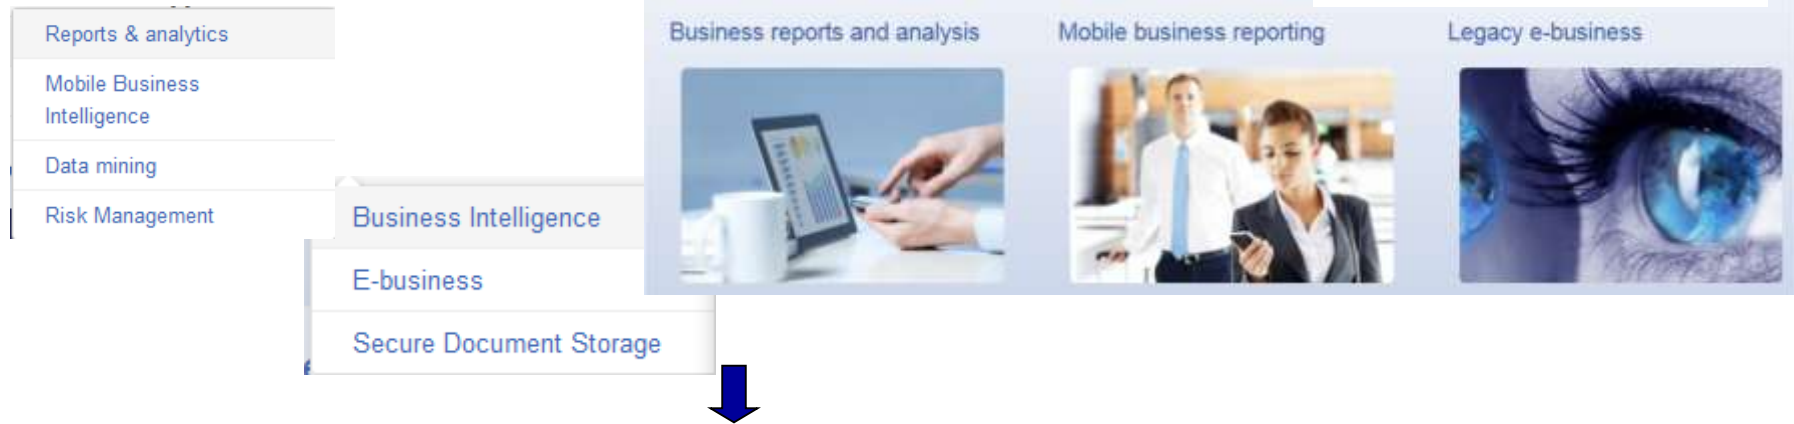 Reports & analytics
Mobile Business
Intelligence
Data mining
Risk Management
Business Intelligence
E-business
Secure Document Storage
Business reports and analysis
Mobile business reporting
Legacy e-business